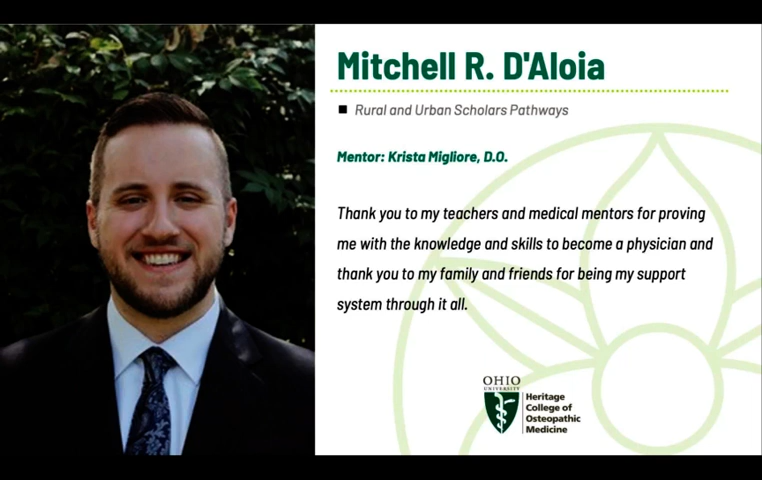 Mitchell R. D'Aloia
Rural and Urban Scholars Pathways
Mentor: Krista Migliore, D.O.
Thank you to my teachers and medical mentors for proving
me with the knowledge and skills to become a physician and
thank you to my family and friends for being my support
system through it all.
OHIO
UNIVERSITY
Heritage
College of
Osteopathic
Medicine